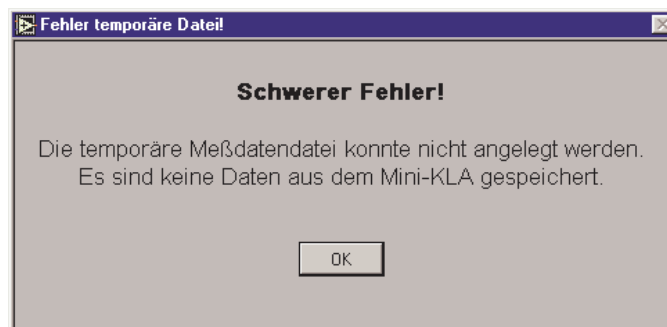 Fehler temporäre Datei!
Schwerer Fehler!
Die temporäre Meßdatendatei konnte nicht angelegt werden.
Es sind keine Daten aus dem Mini-KLA gespeichert.
OK